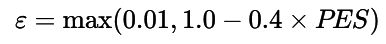 ε = max(0.01, 1.0 − 0.4 × PES)